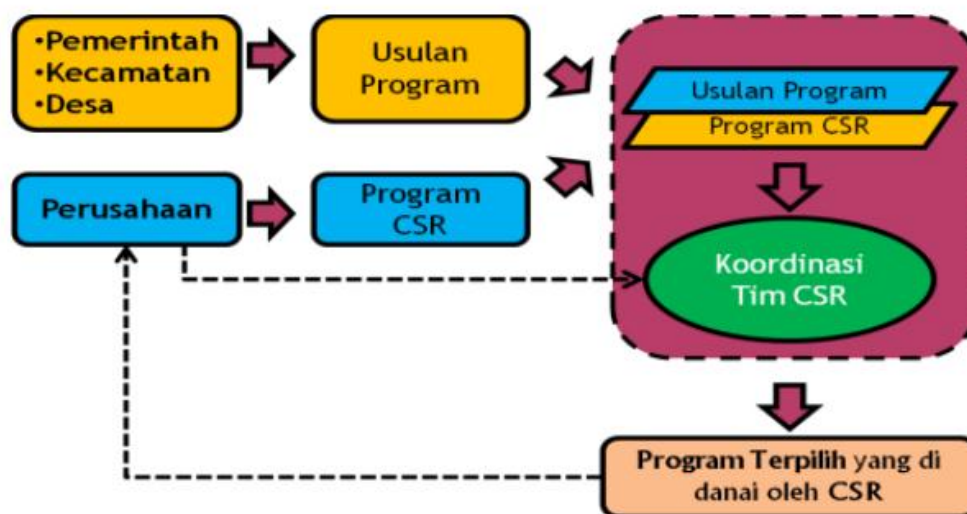 •Pemerintah
•Kecamatan
•Desa
Usulan
Program
Usulan Program
Program CSR
Perusahaan
Program
CSR
Koordinasi
Tim CSR
Program Terpilih yang di
danai oleh CSR